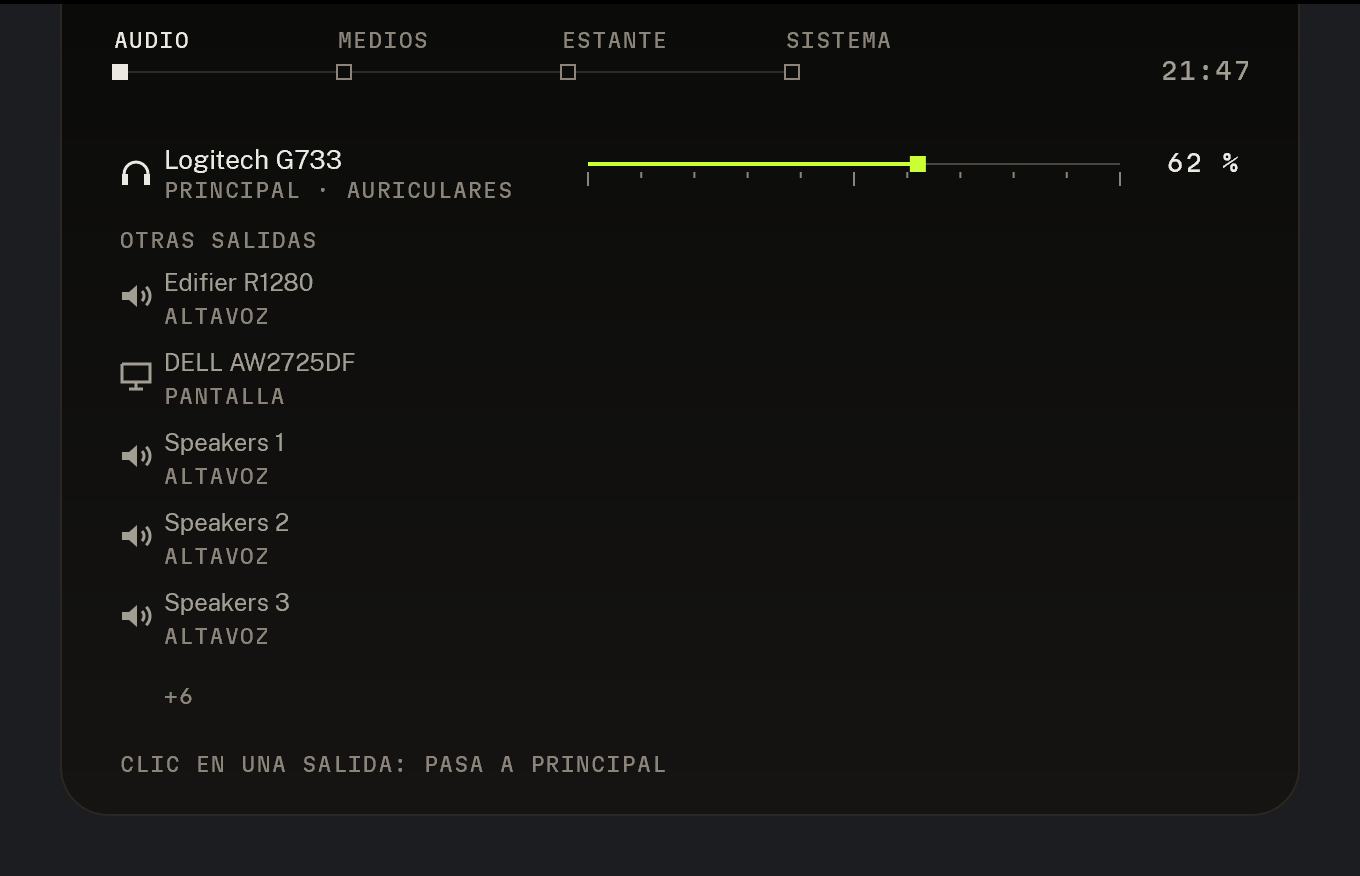 AUDIO MEDIOS ESTANTE SISTEMA
21:47
Logitech G733
PRINCIPAL · AURICULARES
62 %
OTRAS SALIDAS
Edifier R1280
ALTAVOZ
DELL AW2725DF
PANTALLA
Speakers 1
ALTAVOZ
Speakers 2
ALTAVOZ
Speakers 3
ALTAVOZ
+6
CLIC EN UNA SALIDA: PASA A PRINCIPAL